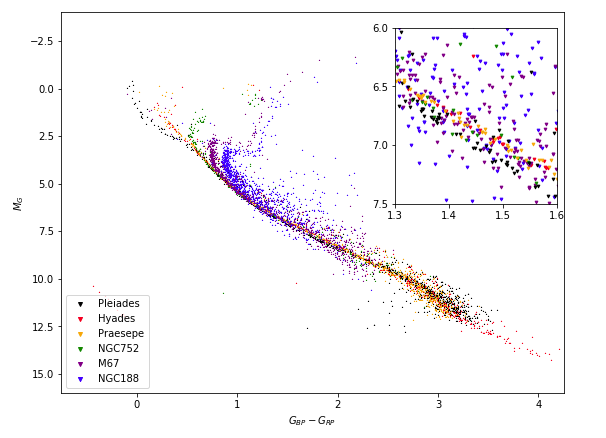 −2.5
0.0
2.5
5.0
7.5
10.0
12.5
15.0
M_G
0 1 2 3 4
G_BP − G_RP
6.0
6.5
7.0
7.5
1.3 1.4 1.5 1.6
Pleiades
Hyades
Praesepe
NGC752
M67
NGC188